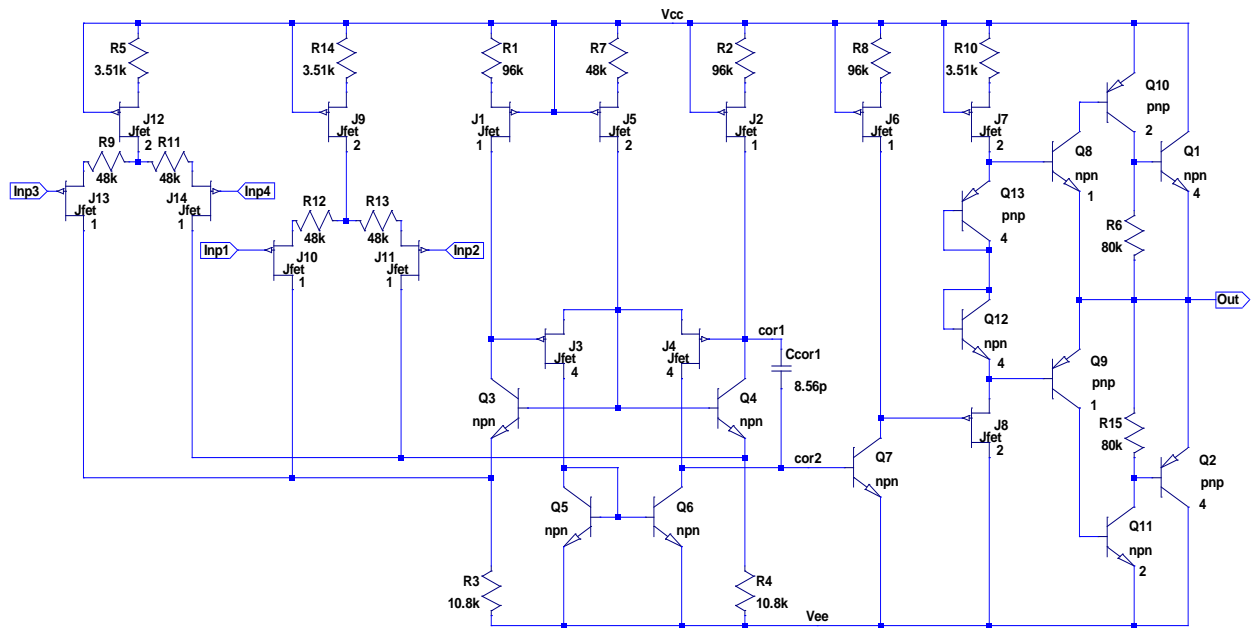 Vcc
R5
3.51k
R14
3.51k
R1
96k
R7
48k
R2
96k
R8
96k
R10
3.51k
J12
Jfet
2
J9
Jfet
2
J1
Jfet
1
J5
Jfet
2
J2
Jfet
1
J6
Jfet
1
J7
Jfet
2
Q10
pnp
2
Q8
npn
1
Q1
npn
4
R9
48k
R11
48k
Inp3
Inp4
J13
Jfet
1
J14
Jfet
1
Q13
pnp
4
R12
48k
R13
48k
Inp1
Inp2
J10
Jfet
1
J11
Jfet
1
R6
80k
Out
Q12
npn
4
J3
Jfet
4
J4
Jfet
4
cor1
Ccor1
8.56p
Q9
pnp
1
Q3
npn
Q4
npn
J8
Jfet
2
R15
80k
cor2
Q7
npn
Q2
pnp
4
Q5
npn
Q6
npn
Q11
npn
2
R3
10.8k
R4
10.8k
Vee